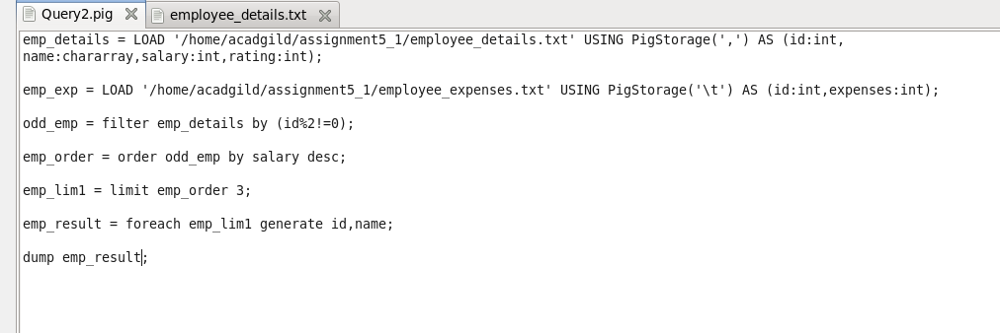 Query2.pig
employee_details.txt
emp_details = LOAD '/home/acadgild/assignment5_1/employee_details.txt' USING PigStorage(',') AS (id:int,
name:chararray,salary:int,rating:int);
emp_exp = LOAD '/home/acadgild/assignment5_1/employee_expenses.txt' USING PigStorage('\t') AS (id:int,expenses:int);
odd_emp = filter emp_details by (id%2!=0);
emp_order = order odd_emp by salary desc;
emp_lim1 = limit emp_order 3;
emp_result = foreach emp_lim1 generate id,name;
dump emp_result;